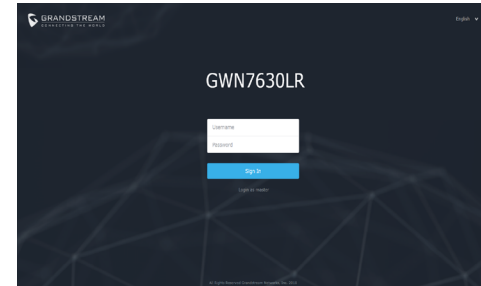 GRANDSTREAM
CONNECTING THE WORLD
English
GWN7630LR
Username
Password
Sign In
Login as master